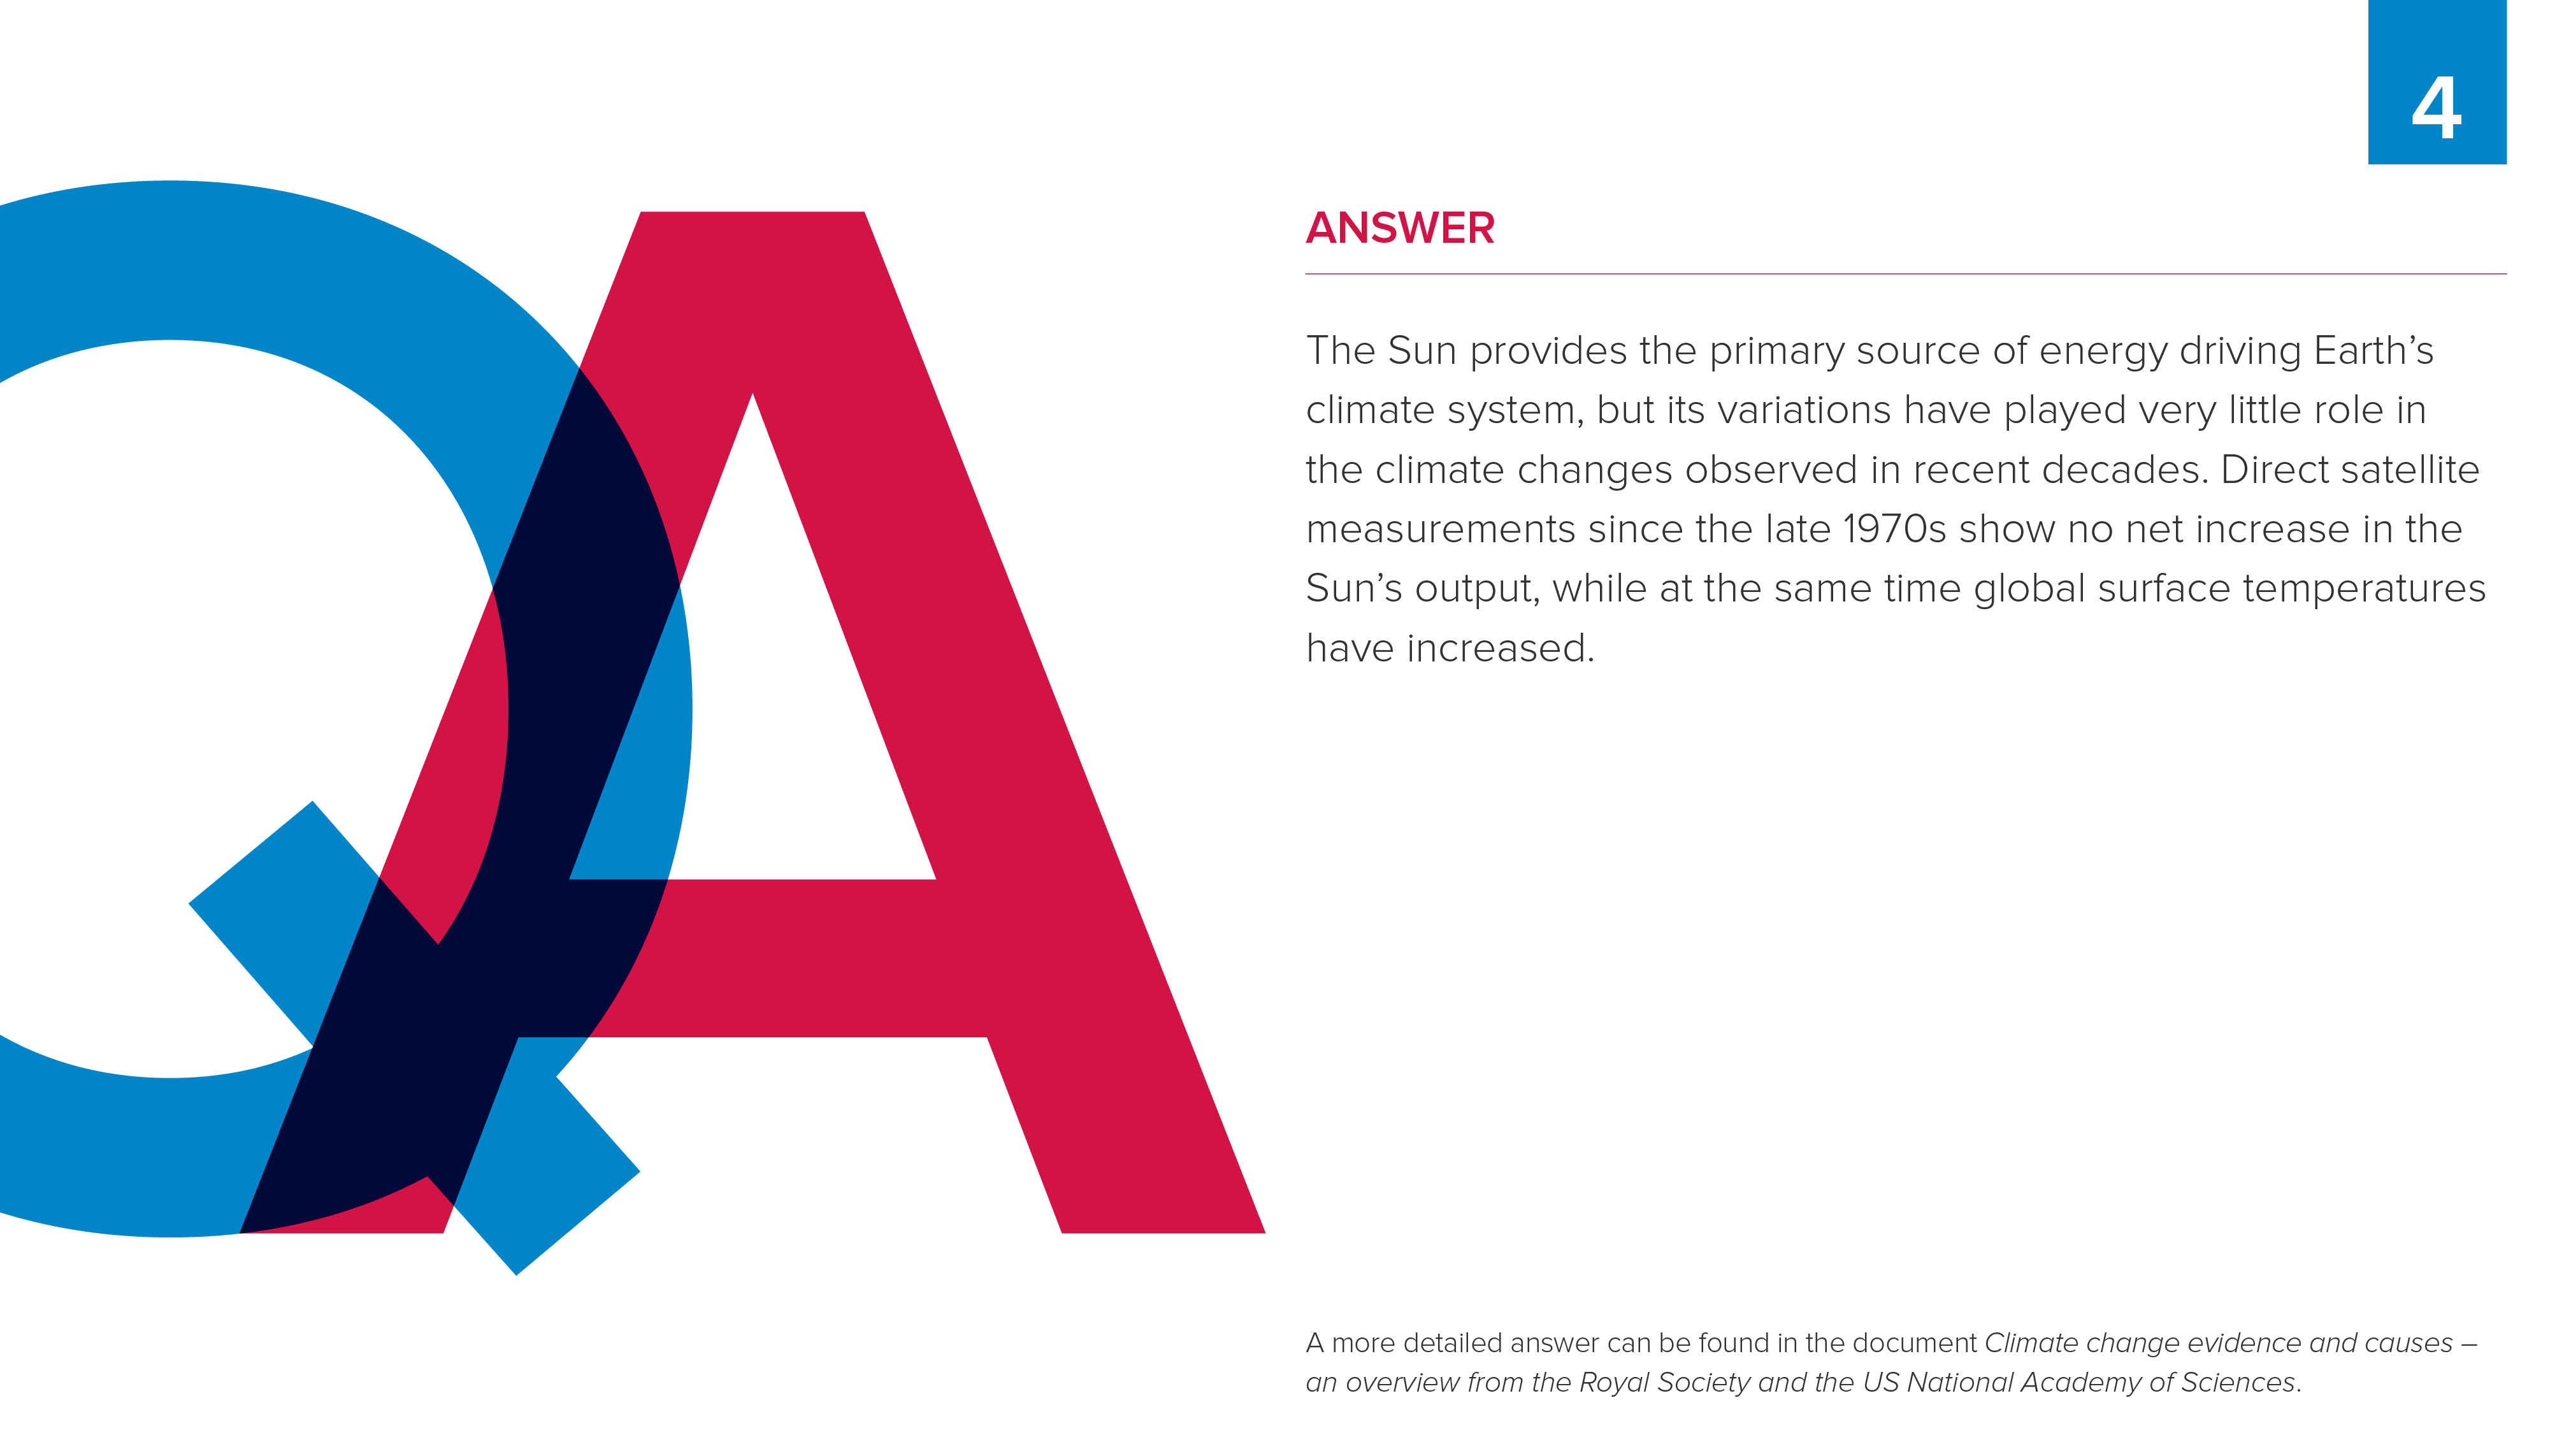 4
QA
ANSWER
The Sun provides the primary source of energy driving Earth’s
climate system, but its variations have played very little role in
the climate changes observed in recent decades. Direct satellite
measurements since the late 1970s show no net increase in the
Sun’s output, while at the same time global surface temperatures
have increased.
A more detailed answer can be found in the document Climate change evidence and causes –
an overview from the Royal Society and the US National Academy of Sciences.